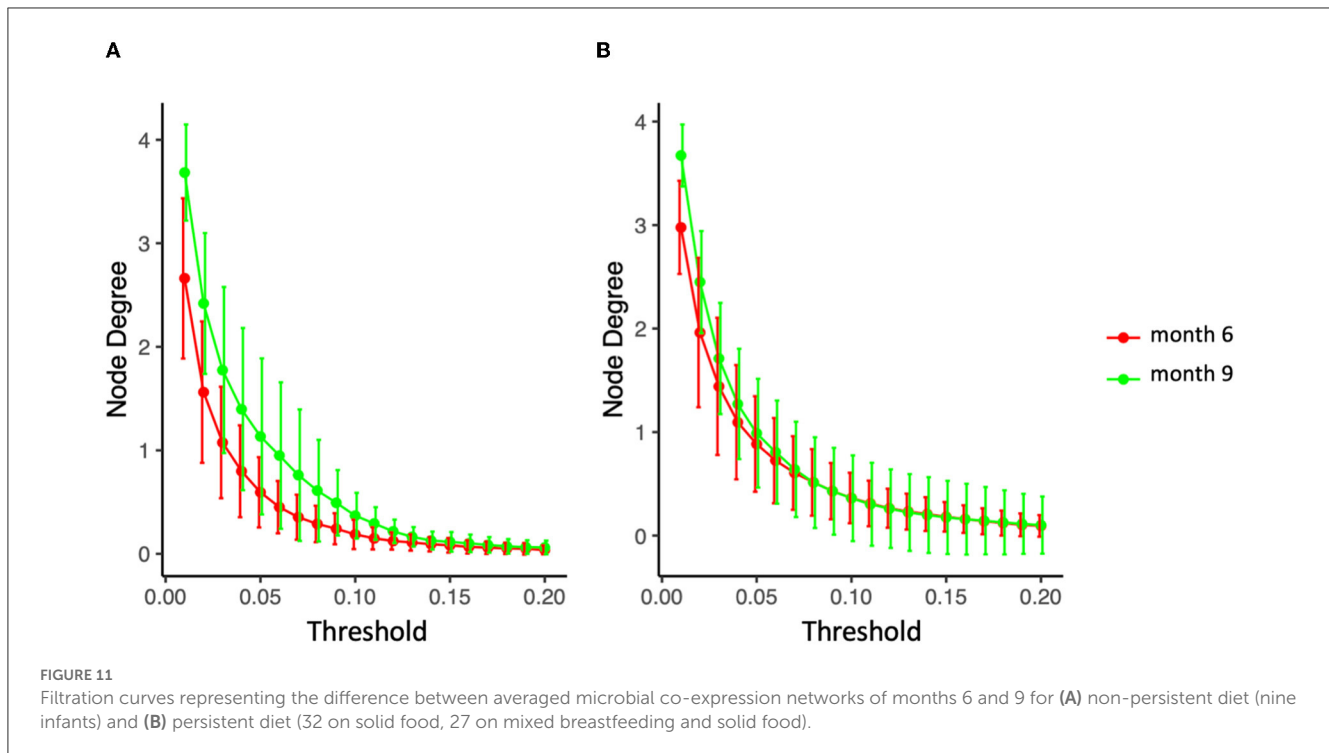 A
B
4
3
2
1
0
Node Degree
0.00 0.05 0.10 0.15 0.20
Threshold
4
3
2
1
0
Node Degree
0.00 0.05 0.10 0.15 0.20
Threshold
month 6
month 9
FIGURE 11
Filtration curves representing the difference between averaged microbial co-expression networks of months 6 and 9 for (A) non-persistent diet (nine
infants) and (B) persistent diet (32 on solid food, 27 on mixed breastfeeding and solid food).